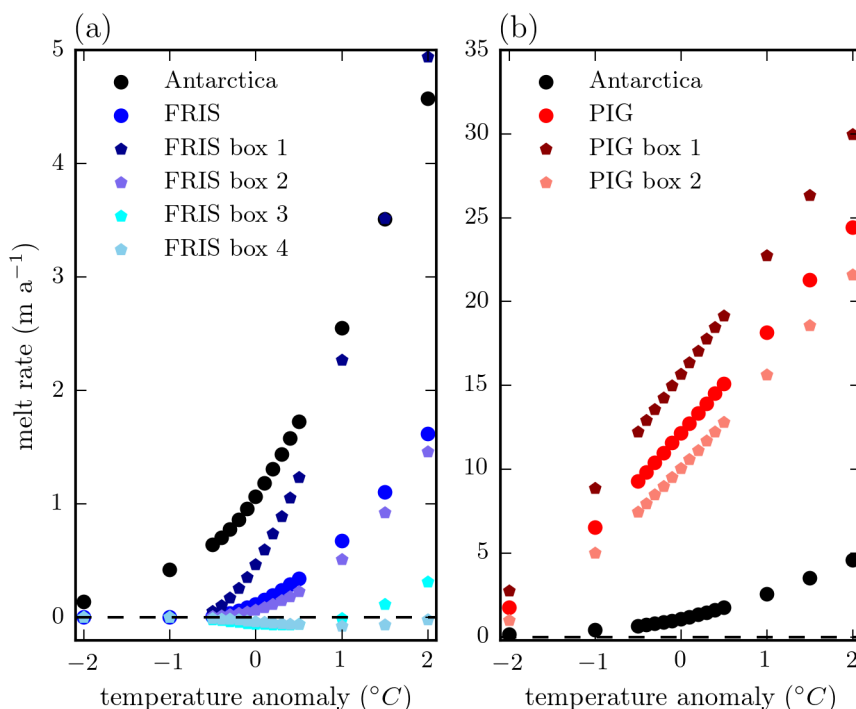 (a)
5
4
3
2
1
0
−2
−1
0
1
2
melt rate (m a⁻¹)
temperature anomaly (°C)
Antarctica
FRIS
FRIS box 1
FRIS box 2
FRIS box 3
FRIS box 4
(b)
35
30
25
20
15
10
5
0
−2
−1
0
1
2
temperature anomaly (°C)
Antarctica
PIG
PIG box 1
PIG box 2